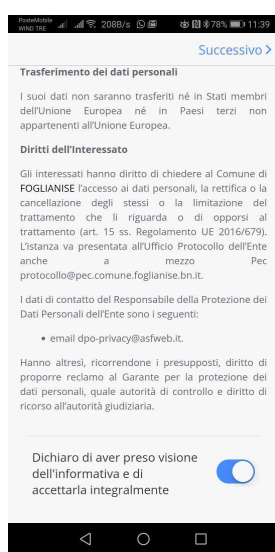 PosteMobile
WIND TRE 208B/s 78% 11:39
Successivo >
Trasferimento dei dati personali
I suoi dati non saranno trasferiti né in Stati membri
dell'Unione Europea né in Paesi terzi non
appartenenti all'Unione Europea.
Diritti dell'Interessato
Gli interessati hanno diritto di chiedere al Comune di
FOGLIANISE l'accesso ai dati personali, la rettifica o la
cancellazione degli stessi o la limitazione del
trattamento che li riguarda o di opporsi al
trattamento (art. 15 ss. Regolamento UE 2016/679).
L'istanza va presentata all'Ufficio Protocollo dell'Ente
anche a mezzo Pec
protocollo@pec.comune.foglianise.bn.it.
I dati di contatto del Responsabile della Protezione dei
Dati Personali dell'Ente sono i seguenti:
• email dpo-privacy@asfweb.it.
Hanno altresì, ricorrendone i presupposti, diritto di
proporre reclamo al Garante per la protezione dei
dati personali, quale autorità di controllo e diritto di
ricorso all'autorità giudiziaria.
Dichiaro di aver preso visione
dell'informativa e di
accettarla integralmente